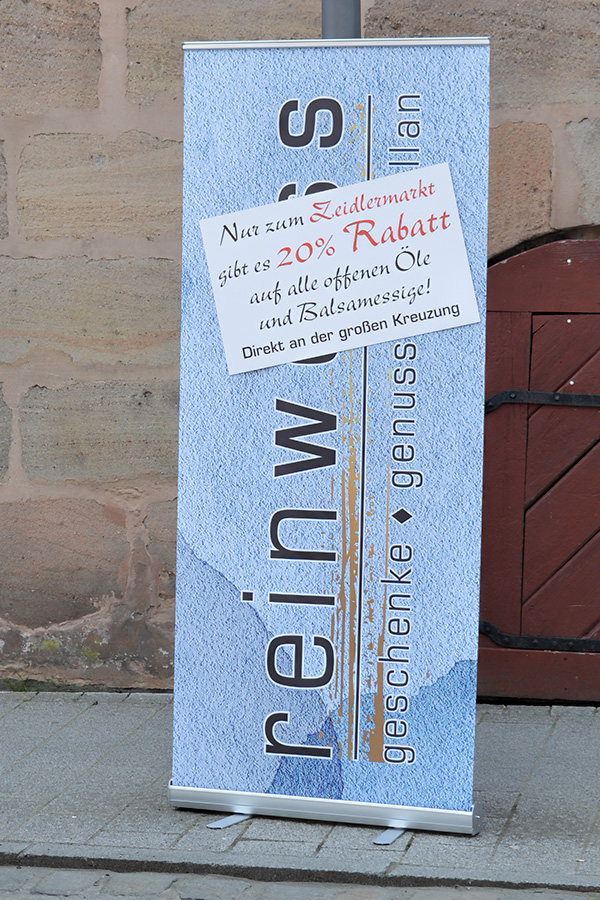 Nur zum Zeidlermarkt
gibt es 20% Rabatt
auf alle offenen Öle
und Balsamessige!
Direkt an der großen Kreuzung
geschenke ◆ genuss